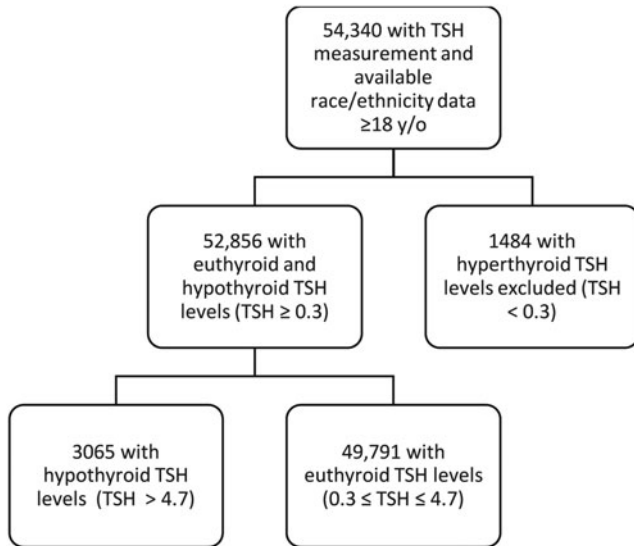 54,340 with TSH
measurement and
available
race/ethnicity data
≥18 y/o
52,856 with
euthyroid and
hypothyroid TSH
levels (TSH ≥ 0.3)
1484 with
hyperthyroid TSH
levels excluded (TSH
< 0.3)
3065 with
hypothyroid TSH
levels (TSH > 4.7)
49,791 with
euthyroid TSH levels
(0.3 ≤ TSH ≤ 4.7)